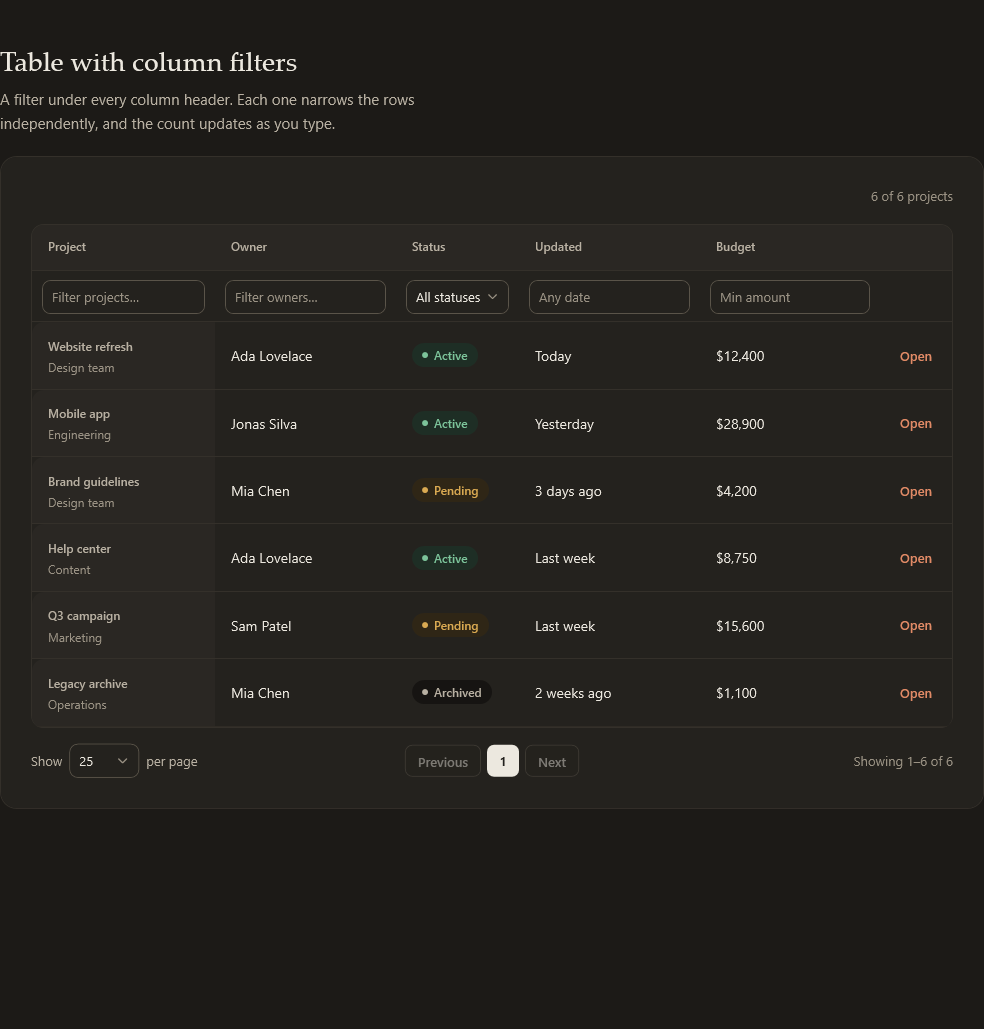 Table with column filters
A filter under every column header. Each one narrows the rows
independently, and the count updates as you type.
6 of 6 projects
Project Owner Status Updated Budget
Filter projects... Filter owners... All statuses Any date Min amount
Website refresh
Design team
Ada Lovelace Active Today $12,400 Open
Mobile app
Engineering
Jonas Silva Active Yesterday $28,900 Open
Brand guidelines
Design team
Mia Chen Pending 3 days ago $4,200 Open
Help center
Content
Ada Lovelace Active Last week $8,750 Open
Q3 campaign
Marketing
Sam Patel Pending Last week $15,600 Open
Legacy archive
Operations
Mia Chen Archived 2 weeks ago $1,100 Open
Show 25 per page Previous 1 Next Showing 1–6 of 6